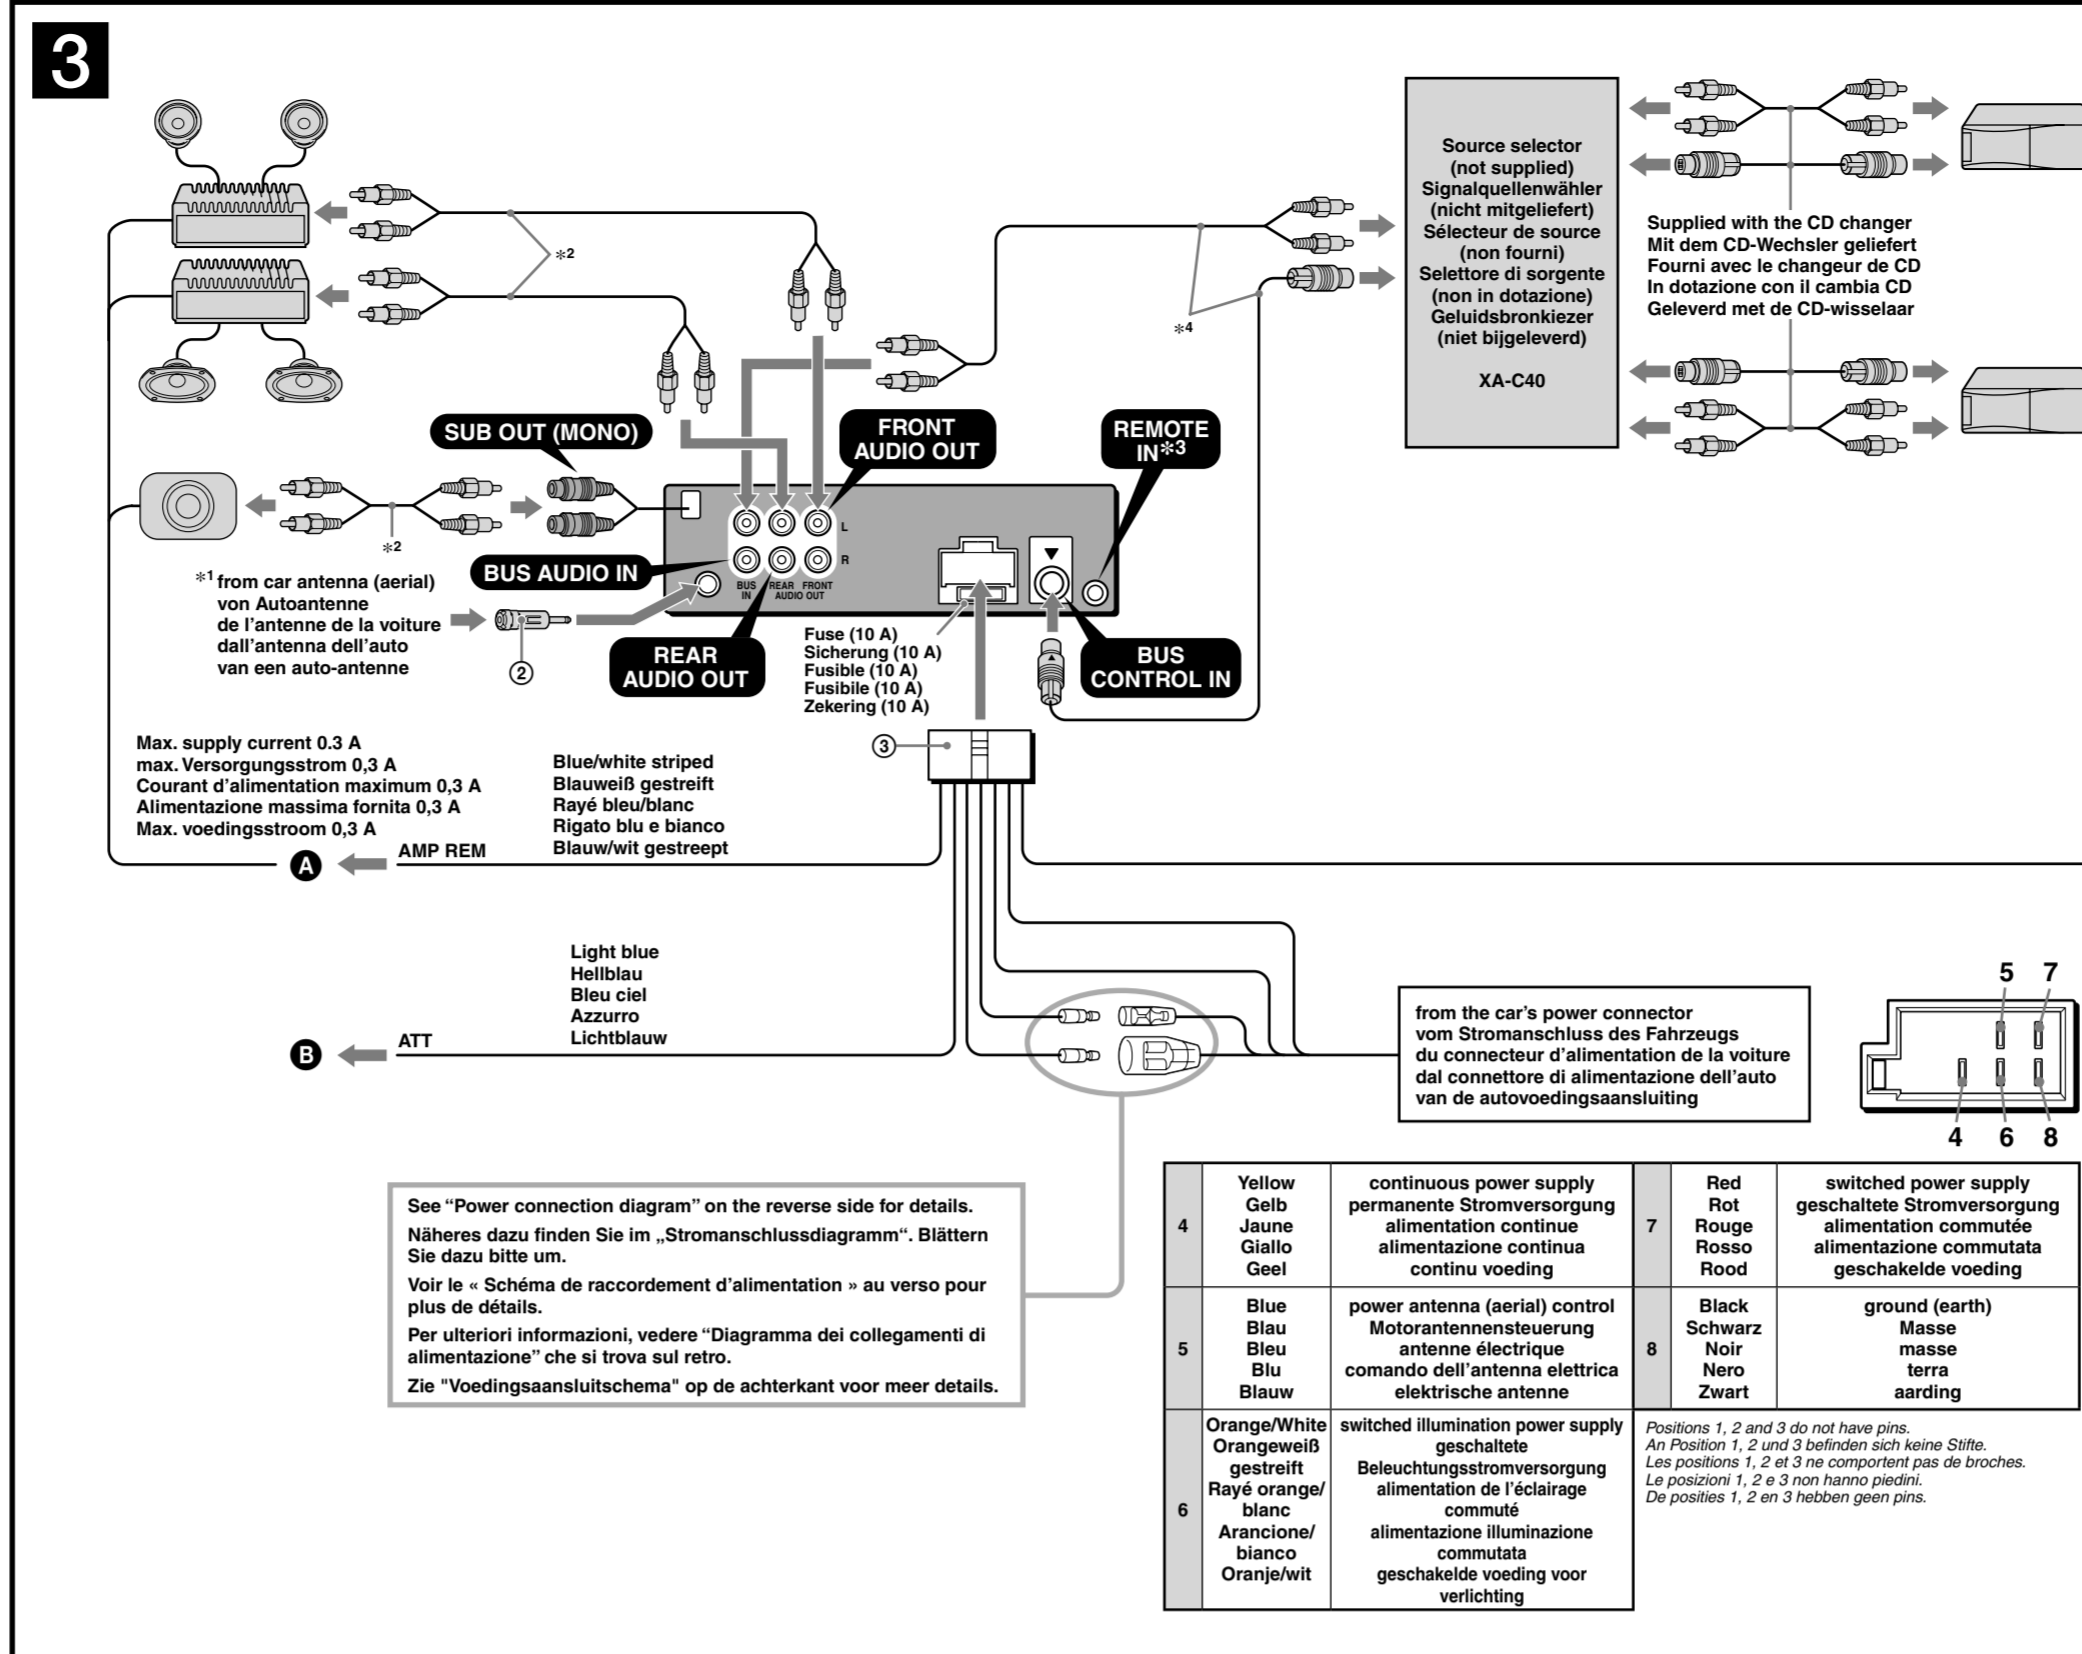 3
Source selector
(not supplied)
Signalquellenwähler
(nicht mitgeliefert)
Sélecteur de source
(non fourni)
Selettore di sorgente
(non in dotazione)
Geluidsbronkiezer
(niet bijgeleverd)
XA-C40
Supplied with the CD changer
Mit dem CD-Wechsler geliefert
Fourni avec le changeur de CD
In dotazione con il cambia CD
Geleverd met de CD-wisselaar
*2
*4
SUB OUT (MONO)
FRONT
AUDIO OUT
REMOTE
IN*3
*2
L
R
BUS AUDIO IN
BUS
IN
REAR FRONT
AUDIO OUT
*1 from car antenna (aerial)
von Autoantenne
de l'antenne de la voiture
dall'antenna dell'auto
van een auto-antenne
②
REAR
AUDIO OUT
Fuse (10 A)
Sicherung (10 A)
Fusible (10 A)
Fusibile (10 A)
Zekering (10 A)
BUS
CONTROL IN
③
Max. supply current 0.3 A
max. Versorgungsstrom 0,3 A
Courant d'alimentation maximum 0,3 A
Alimentazione massima fornita 0,3 A
Max. voedingsstroom 0,3 A
Blue/white striped
Blauweiß gestreift
Rayé bleu/blanc
Rigato blu e bianco
Blauw/wit gestreept
A
AMP REM
Light blue
Hellblau
Bleu ciel
Azzurro
Lichtblauw
B
ATT
from the car's power connector
vom Stromanschluss des Fahrzeugs
du connecteur d'alimentation de la voiture
dal connettore di alimentazione dell'auto
van de autovoedingsaansluiting
5 7
4 6 8
See “Power connection diagram” on the reverse side for details.
Näheres dazu finden Sie im „Stromanschlussdiagramm“. Blättern
Sie dazu bitte um.
Voir le « Schéma de raccordement d'alimentation » au verso pour
plus de détails.
Per ulteriori informazioni, vedere “Diagramma dei collegamenti di
alimentazione” che si trova sul retro.
Zie "Voedingsaansluitschema" op de achterkant voor meer details.
4
Yellow
Gelb
Jaune
Giallo
Geel
continuous power supply
permanente Stromversorgung
alimentation continue
alimentazione continua
continu voeding
7
Red
Rot
Rouge
Rosso
Rood
switched power supply
geschaltete Stromversorgung
alimentation commutée
alimentazione commutata
geschakelde voeding
5
Blue
Blau
Bleu
Blu
Blauw
power antenna (aerial) control
Motorantennensteuerung
antenne électrique
comando dell'antenna elettrica
elektrische antenne
8
Black
Schwarz
Noir
Nero
Zwart
ground (earth)
Masse
masse
terra
aarding
6
Orange/White
Orangeweiß
gestreift
Rayé orange/
blanc
Arancione/
bianco
Oranje/wit
switched illumination power supply
geschaltete
Beleuchtungsstromversorgung
alimentation de l'éclairage
commuté
alimentazione illuminazione
commutata
geschakelde voeding voor
verlichting
Positions 1, 2 and 3 do not have pins.
An Position 1, 2 und 3 befinden sich keine Stifte.
Les positions 1, 2 et 3 ne comportent pas de broches.
Le posizioni 1, 2 e 3 non hanno piedini.
De posities 1, 2 en 3 hebben geen pins.